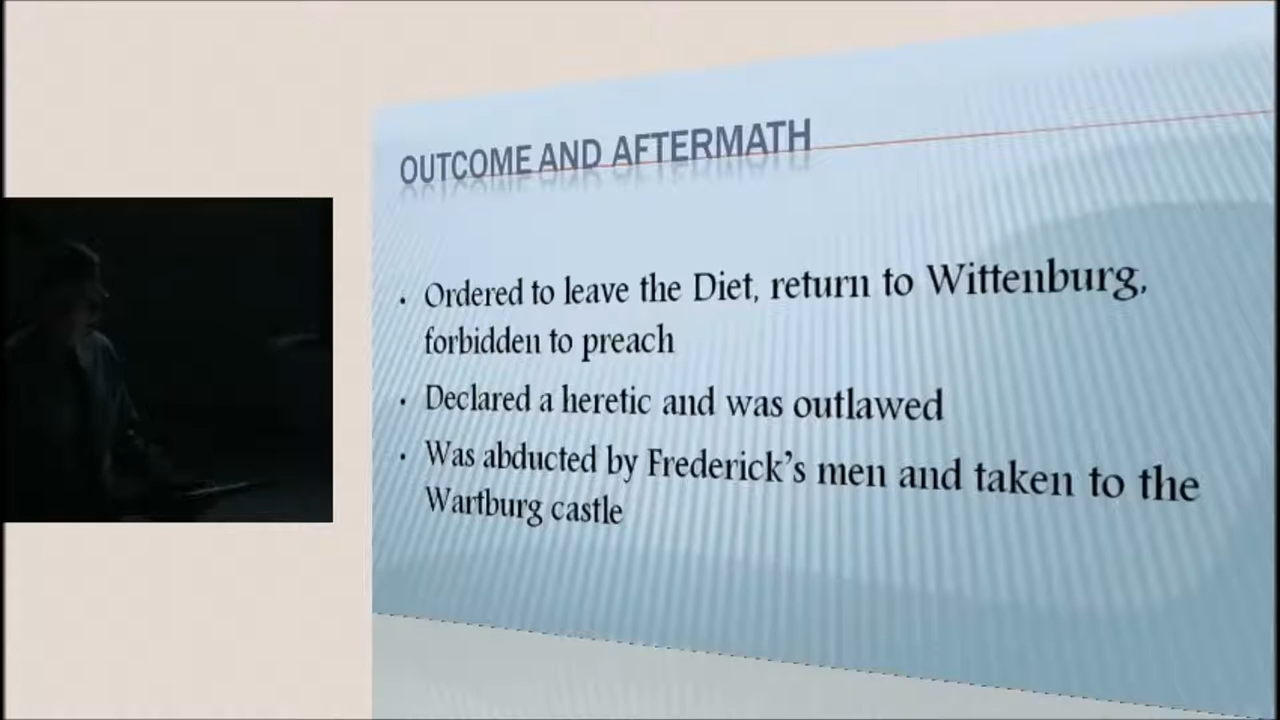 OUTCOME AND AFTERMATH
• Ordered to leave the Diet, return to Wittenburg,
forbidden to preach
• Declared a heretic and was outlawed
• Was abducted by Frederick’s men and taken to the
Wartburg castle